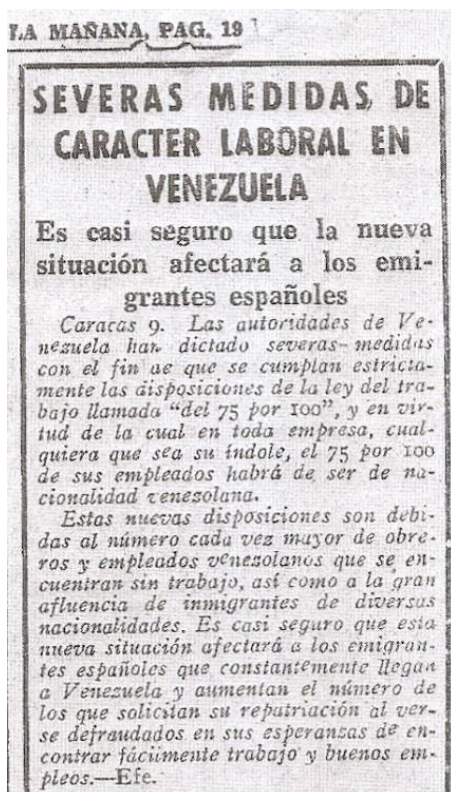 LA MAÑANA, PAG. 19
SEVERAS MEDIDAS DE
CARACTER LABORAL EN
VENEZUELA
Es casi seguro que la nueva
situación afectará a los emi-
grantes españoles
Caracas 9. Las autoridades de Ve-
nezuela han dictado severas medidas
con el fin ae que se cumplan estricta-
mente las disposiciones de la ley del tra-
bajo llamada "del 75 por 100", y en vir-
tud de la cual en toda empresa, cual-
quiera que sea su índole, el 75 por 100
de sus empleados habrá de ser de na-
cionalidad venezolana.
Estas nuevas disposiciones son debi-
das al número cada vez mayor de obre-
ros y empleados venezolanos que se en-
cuentran sin trabajo, así como a la gran
afluencia de inmigrantes de diversas
nacionalidades. Es casi seguro que esta
nueva situación afectará a los emigran-
tes españoles que constantemente llegan
a Venezuela y aumentan el número de
los que solicitan su repatriación al ver-
se defraudados en sus esperanzas de en-
contrar fácilmente trabajo y buenos em-
pleos.—Efe.